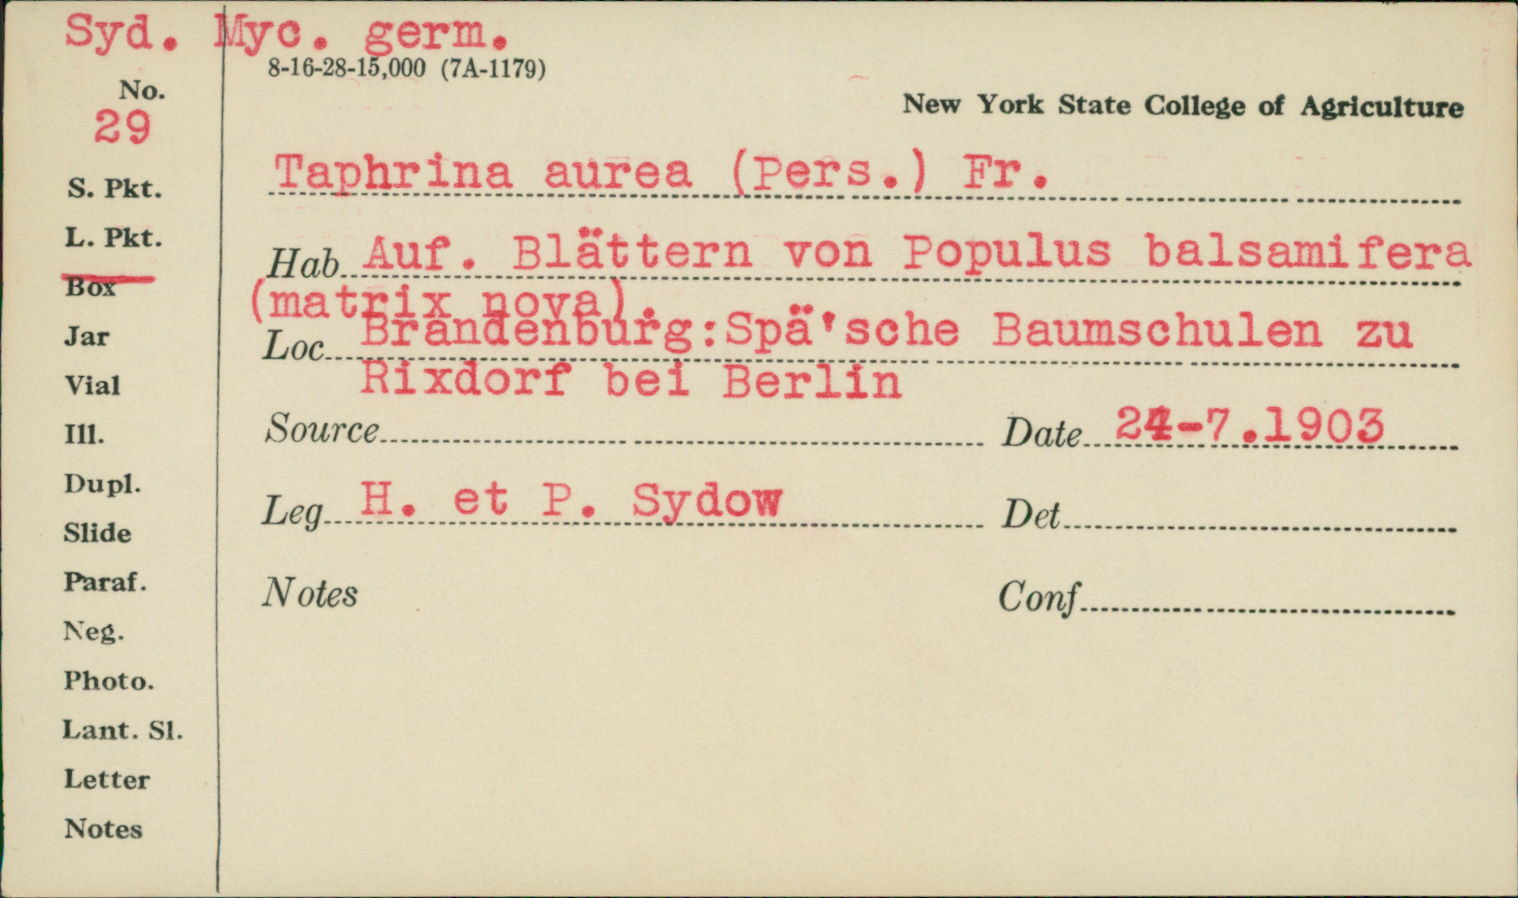 Syd. Myc. germ.
8-16-28-15,000 (7A-1179)
No.
29
New York State College of Agriculture
Taphrina aurea (Pers.) Fr.
S. Pkt.
L. Pkt.
Hab. Auf. Blättern von Populus balsamifera
(matrix nova).
Box
Jar
Loc. Brandenburg:Spä'sche Baumschulen zu
Rixdorf bei Berlin
Vial
Ill.
Source
Date 24-7.1903
Dupl.
Leg. H. et P. Sydow
Det.
Slide
Paraf.
Notes
Conf.
Neg.
Photo.
Lant. Sl.
Letter
Notes